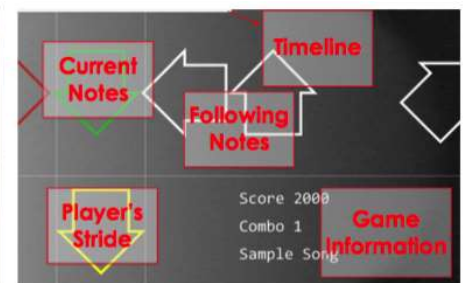 Timeline
Current
Notes
Following
Notes
Player's
Stride
Score 2000
Combo 1
Sample Song
Game
Information